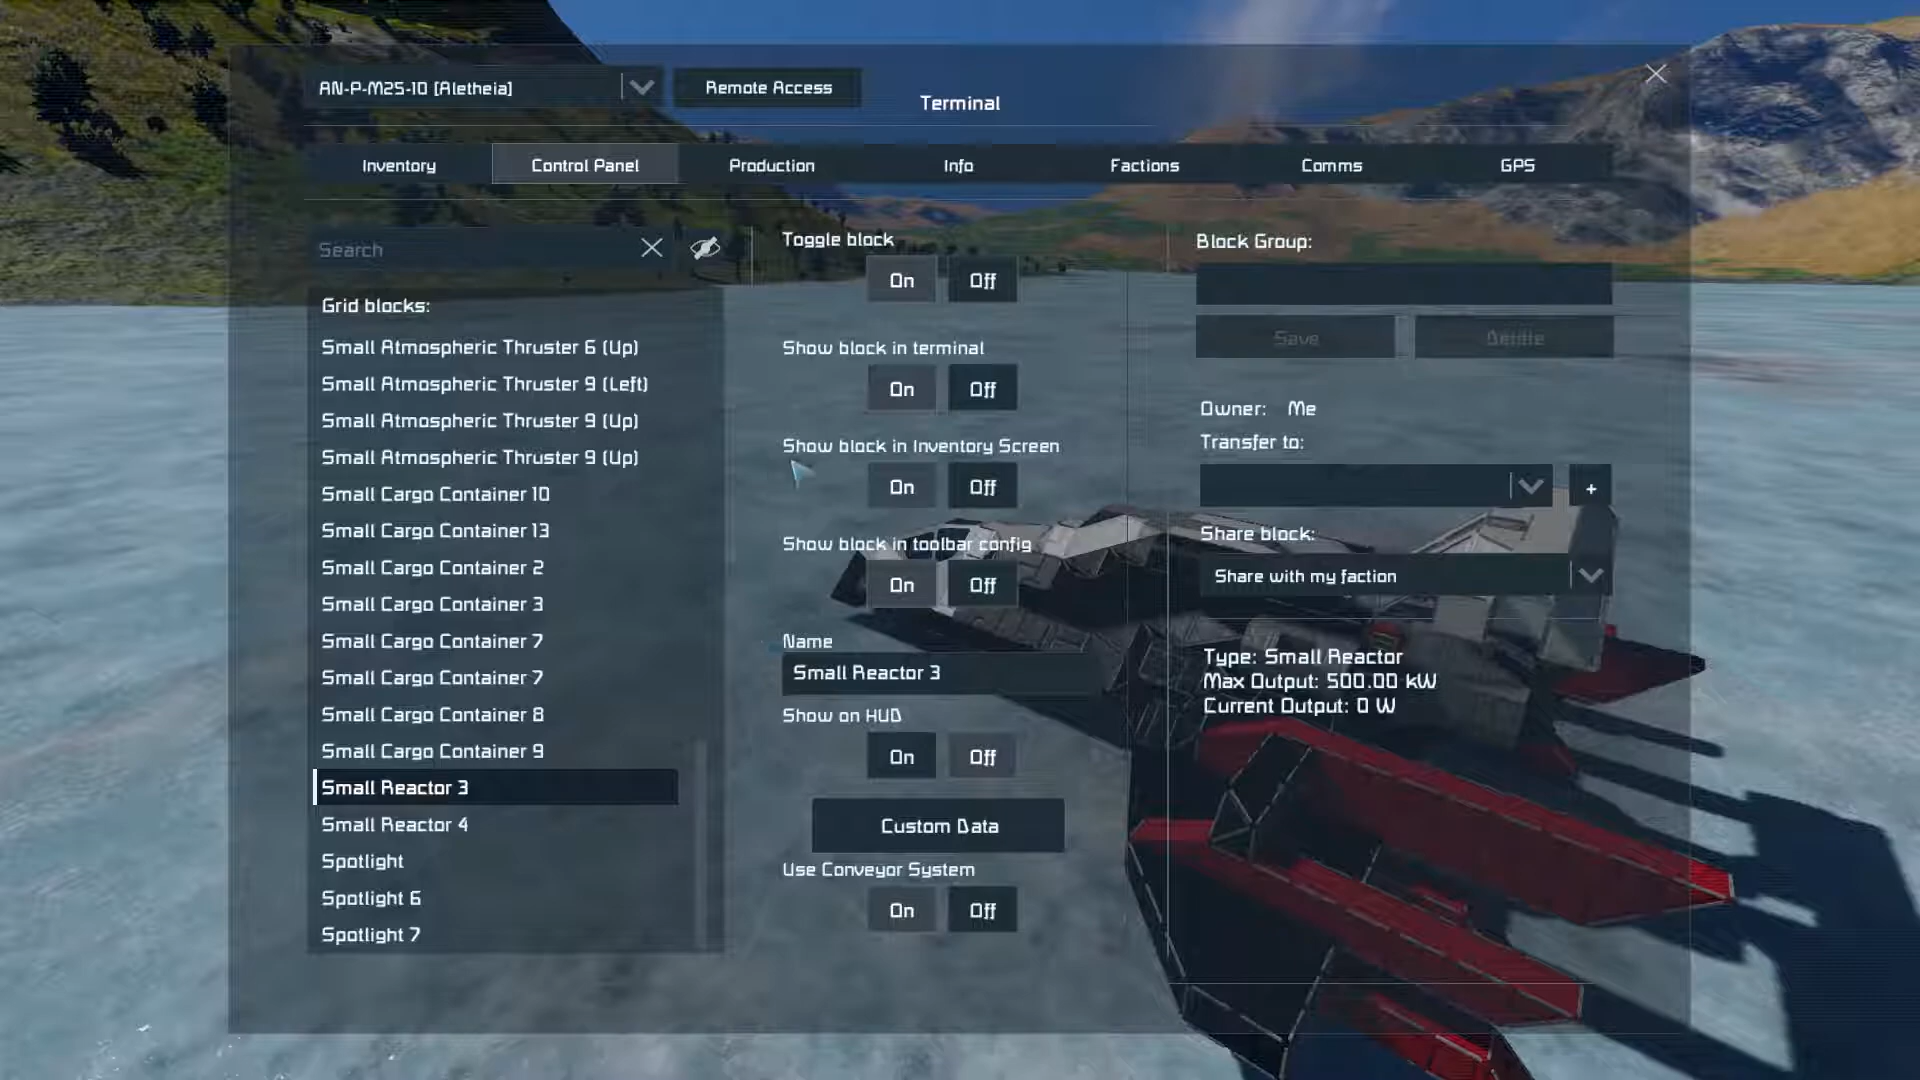 AN-P-M25-10 [Aletheia]
Remote Access
Terminal
Inventory
Control Panel
Production
Info
Factions
Comms
GPS
Search
Grid blocks:
Small Atmospheric Thruster 6 (Up)
Small Atmospheric Thruster 9 (Left)
Small Atmospheric Thruster 9 (Up)
Small Atmospheric Thruster 9 (Up)
Small Cargo Container 10
Small Cargo Container 13
Small Cargo Container 2
Small Cargo Container 3
Small Cargo Container 7
Small Cargo Container 7
Small Cargo Container 8
Small Cargo Container 9
Small Reactor 3
Small Reactor 4
Spotlight
Spotlight 6
Spotlight 7
Toggle block
On Off
Show block in terminal
On Off
Show block in Inventory Screen
On Off
Show block in toolbar config
On Off
Name
Small Reactor 3
Show on HUD
On Off
Custom Data
Use Conveyor System
On Off
Block Group:
Save Delete
Owner: Me
Transfer to:
+
Share block:
Share with my faction
Type: Small Reactor
Max Output: 500.00 kW
Current Output: 0 W